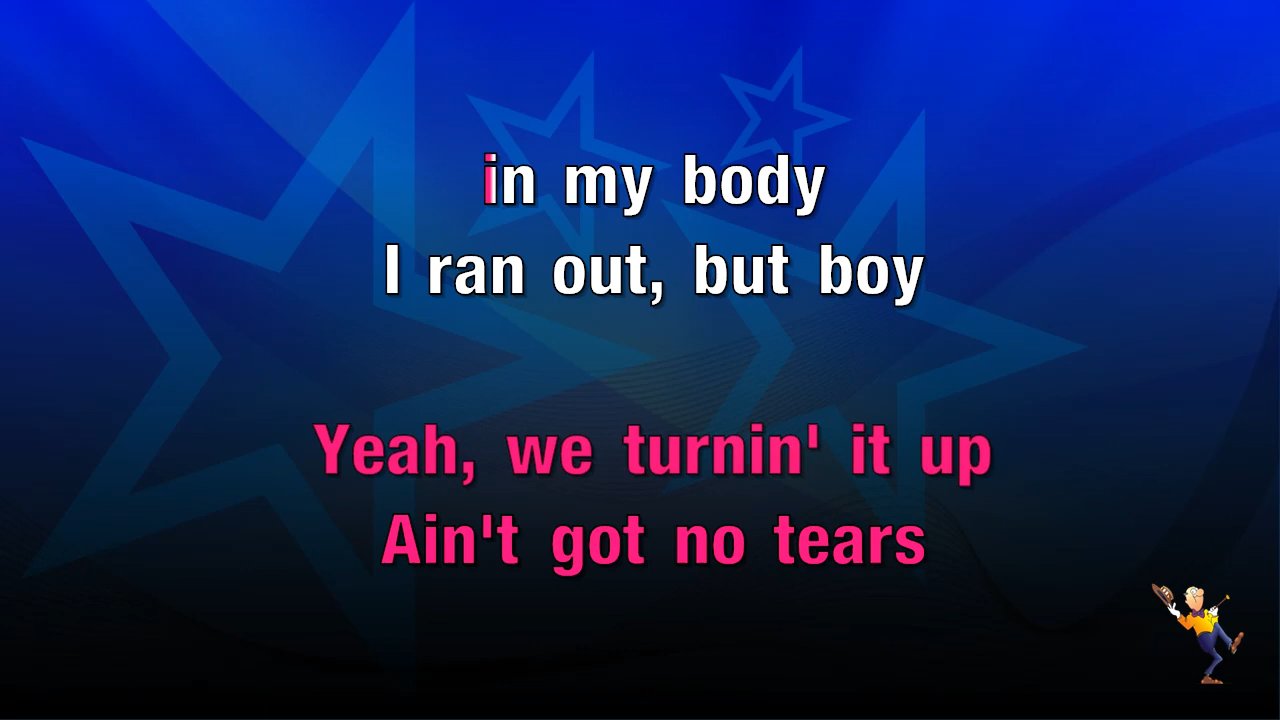 in my body
I ran out, but boy
Yeah, we turnin' it up
Ain't got no tears